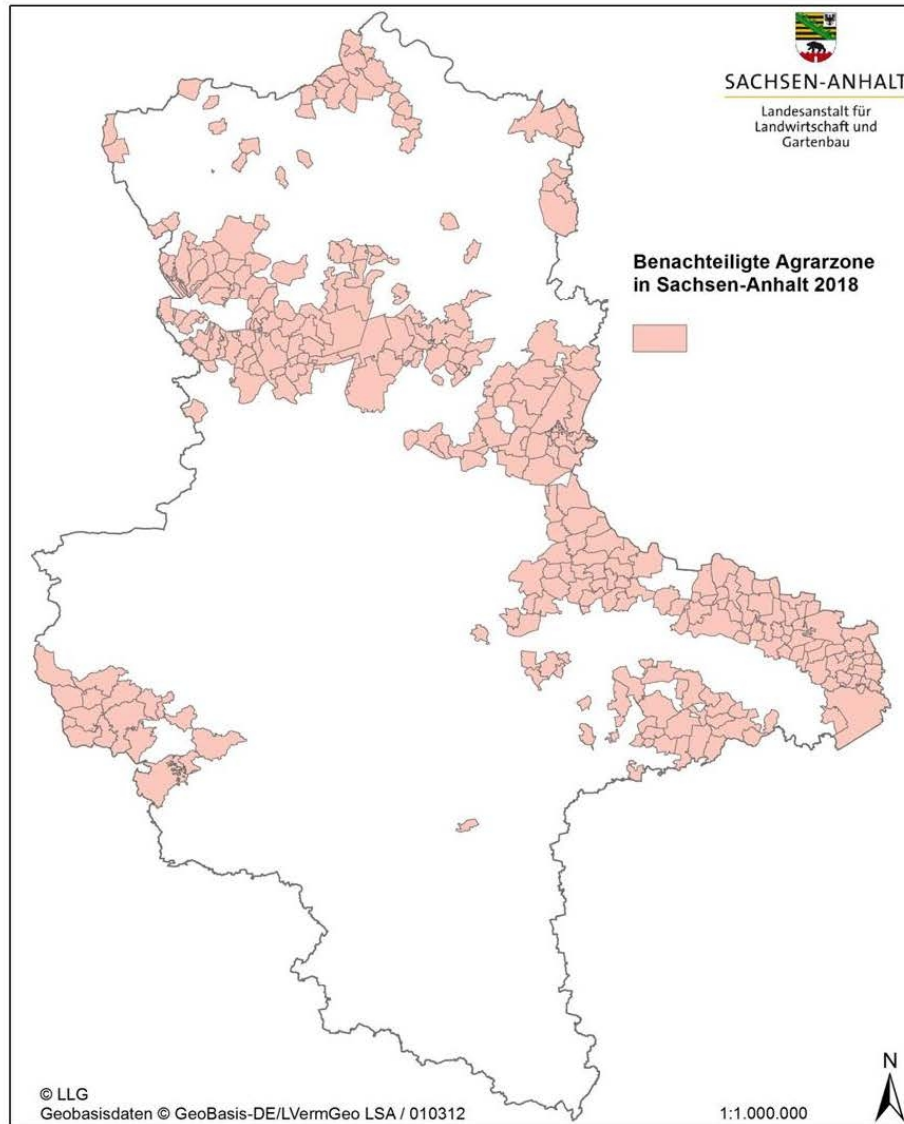 SACHSEN-ANHALT
Landesanstalt für
Landwirtschaft und
Gartenbau
Benachteiligte Agrarzone
in Sachsen-Anhalt 2018
N
© LLG
Geobasisdaten © GeoBasis-DE/LVermGeo LSA / 010312
1:1.000.000